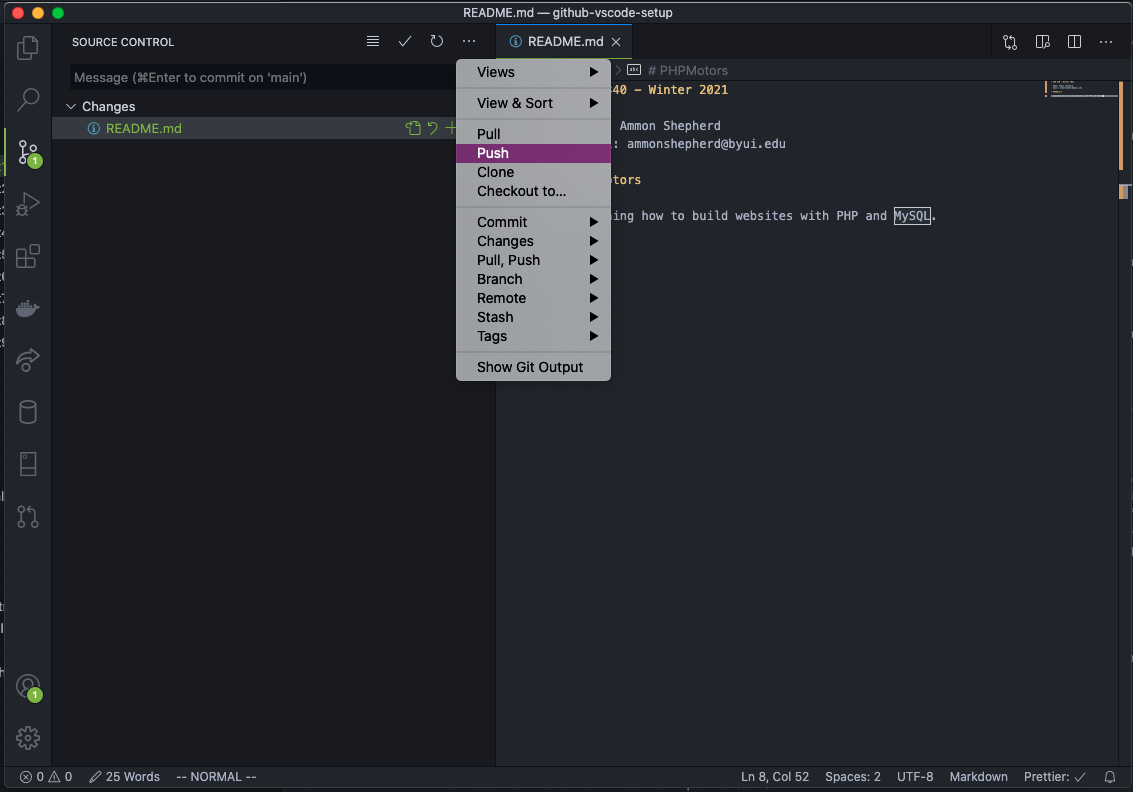 README.md — github-vscode-setup
SOURCE CONTROL
README.md
Message (⌘Enter to commit on 'main')
Changes
README.md
1
1
Views
View & Sort
Pull
Push
Clone
Checkout to...
Commit
Changes
Pull, Push
Branch
Remote
Stash
Tags
Show Git Output
abc # PHPMotors
40 - Winter 2021
Ammon Shepherd
: ammonshepherd@byui.edu
tors
ing how to build websites with PHP and MySQL.
0 0 25 Words -- NORMAL -- Ln 8, Col 52 Spaces: 2 UTF-8 Markdown Prettier: ✓